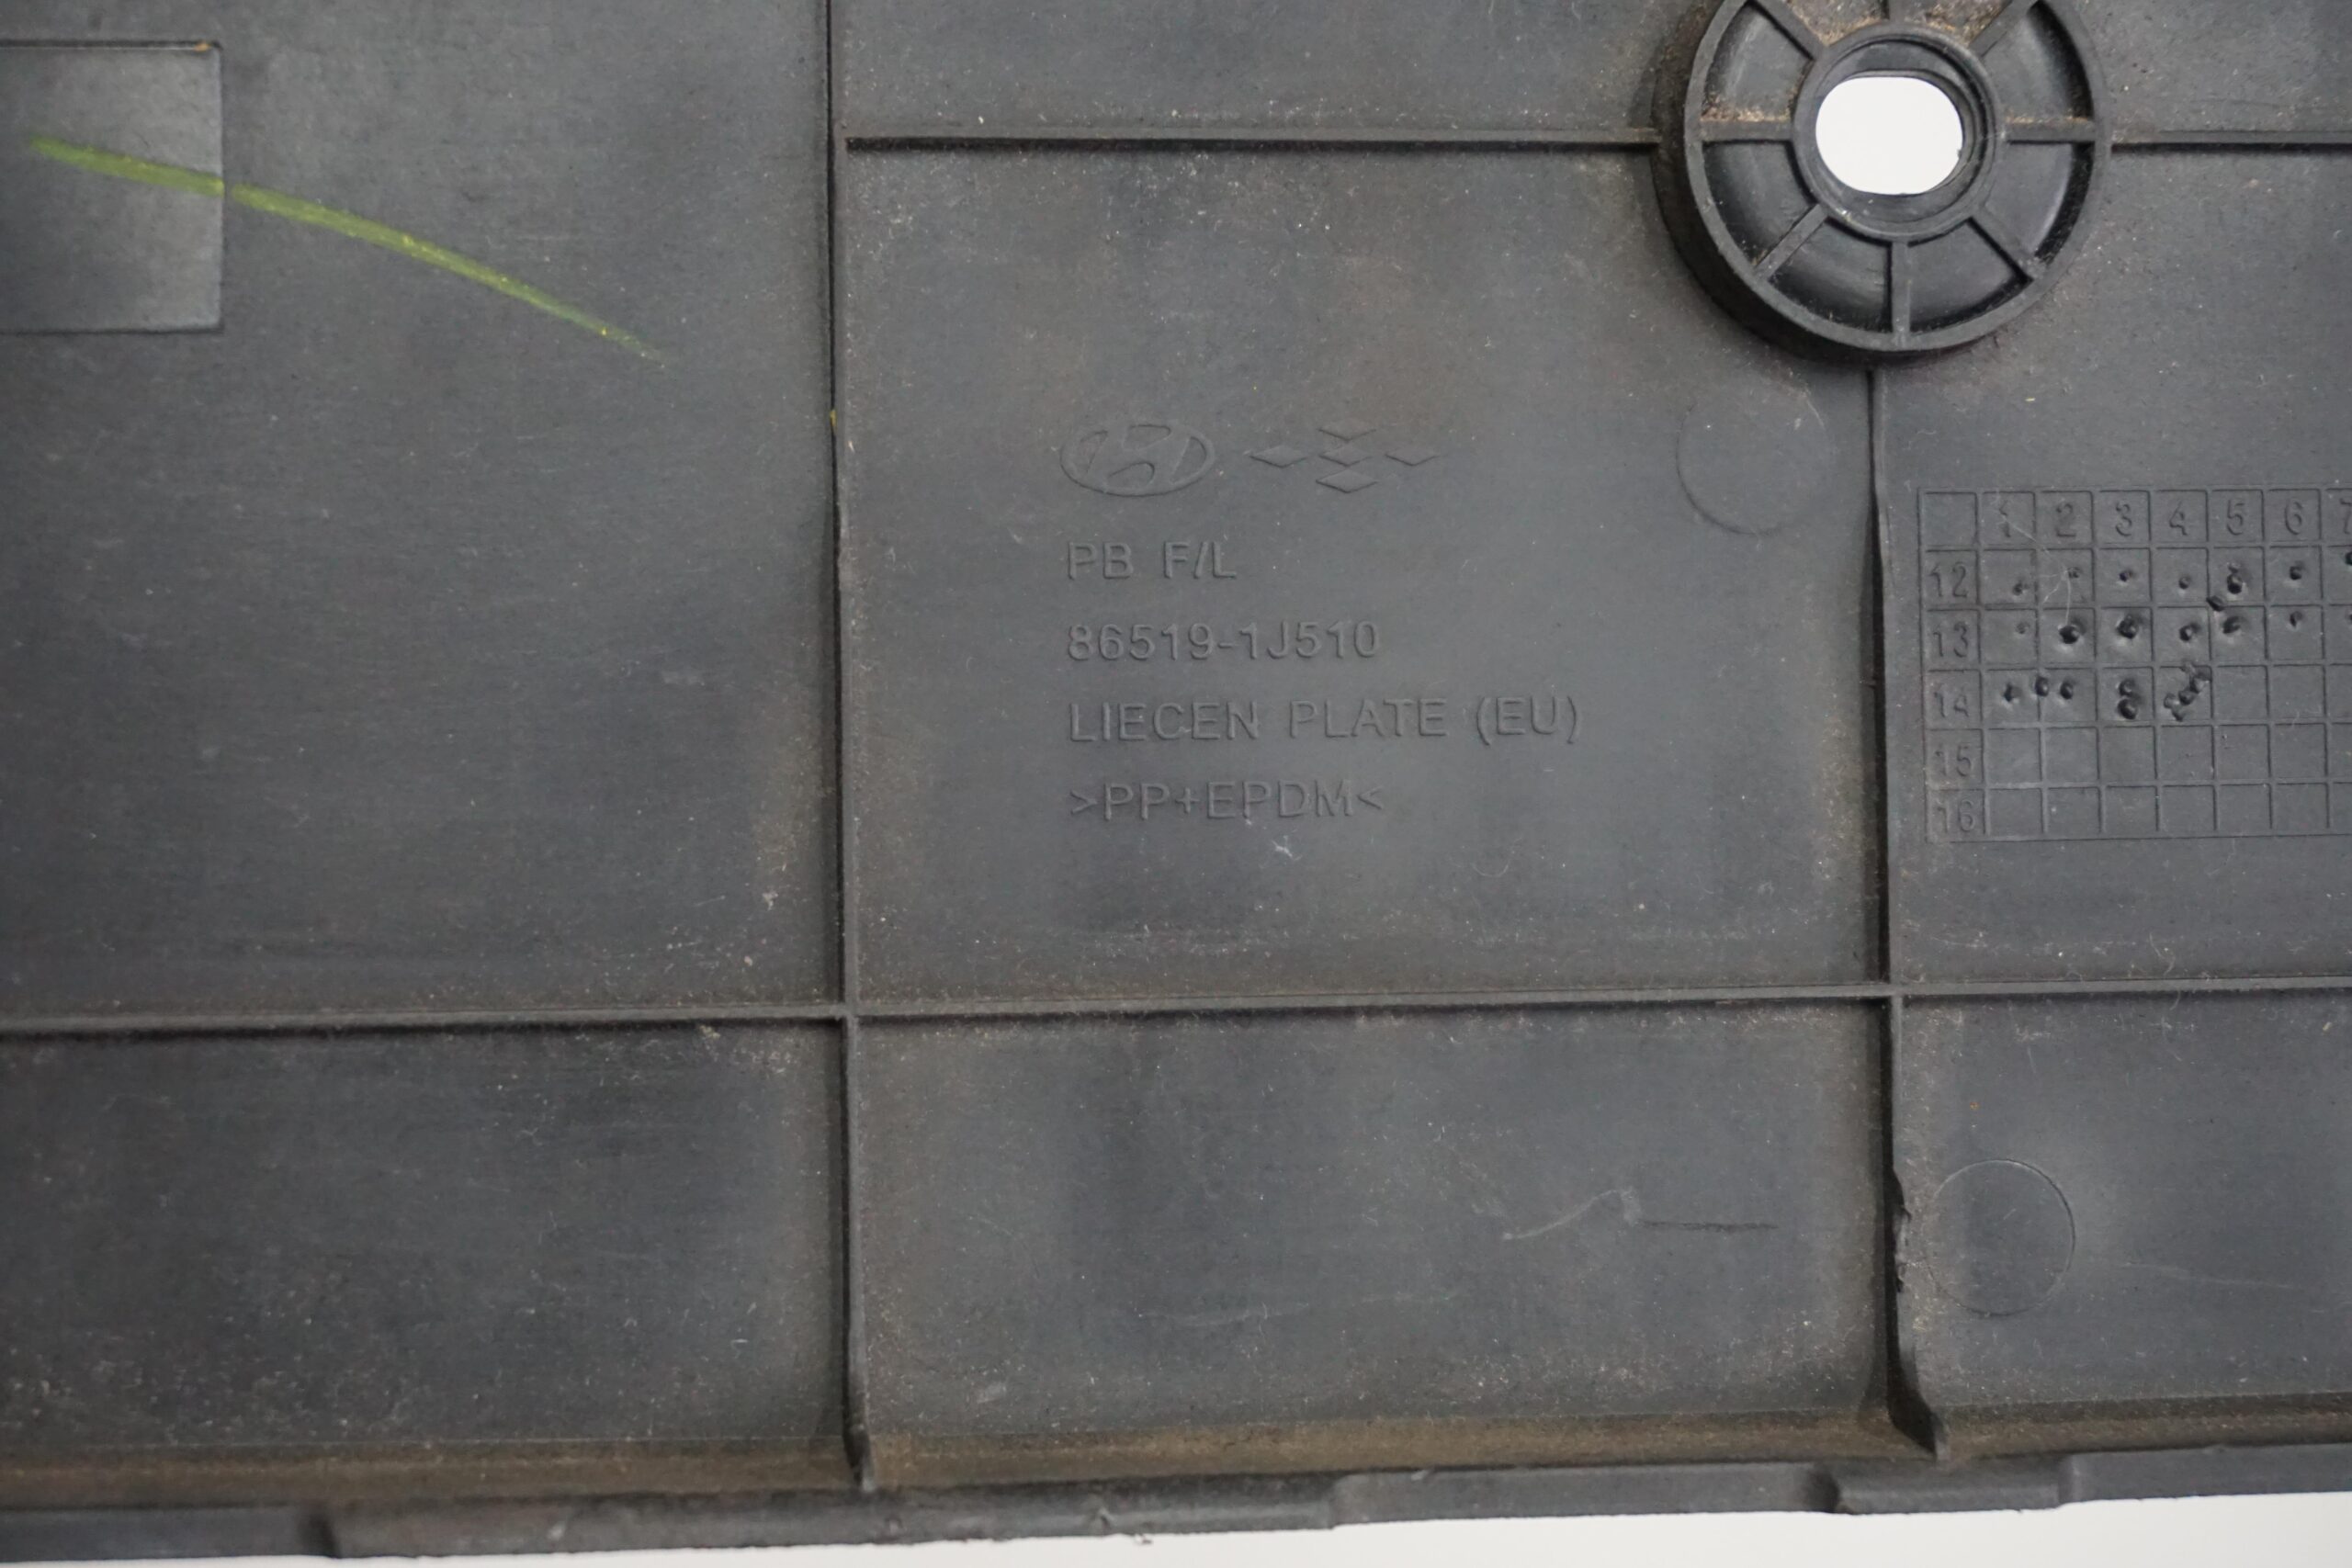 PB F/L
86519-1J510
LIECEN PLATE (EU)
>PP+EPDM<
1 2 3 4 5 6 7
12
13
14
15
16